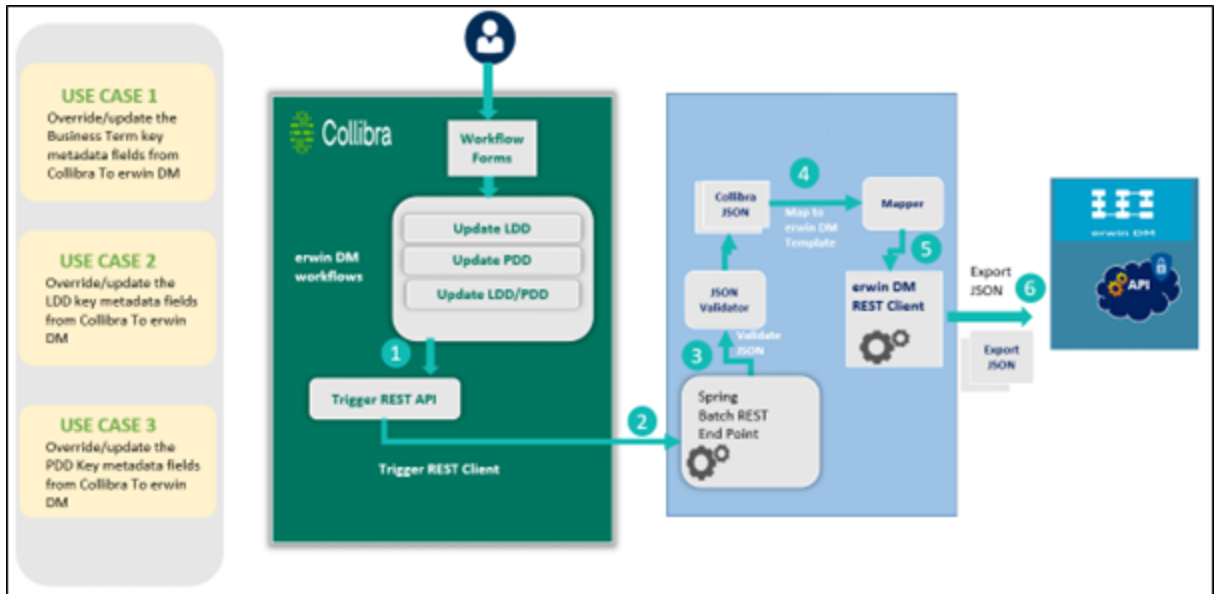 USE CASE 1
Override/update the
Business Term key
metadata fields from
Collibra To erwin DM
USE CASE 2
Override/update the
LDD key metadata fields
from Collibra To erwin
DM
USE CASE 3
Override/update the
PDD Key metadata fields
from Collibra To erwin
DM
Collibra
Workflow
Forms
erwin DM
workflows
Update LDD
Update PDD
Update LDD/PDD
1
Trigger REST API
Trigger REST Client
2
Spring
Batch REST
End Point
3
Validate
JSON
JSON
Validator
Collibra
JSON
4
Map to
erwin DM
Template
Mapper
5
erwin DM
REST Client
Export
JSON
6
Export
JSON
erwin DM
API